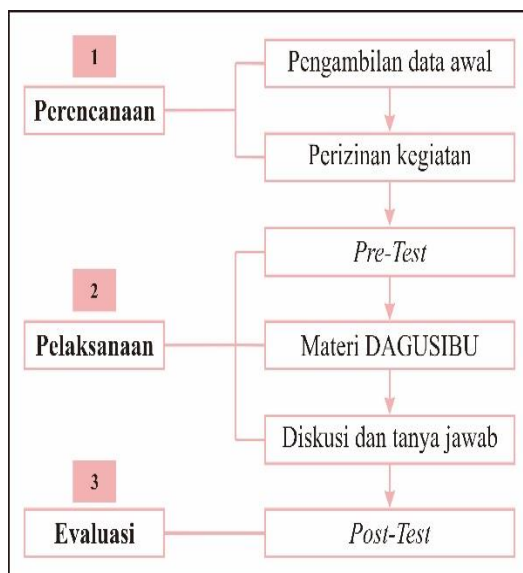 1
Perencanaan
Pengambilan data awal
Perizinan kegiatan
2
Pelaksanaan
Pre-Test
Materi DAGUSIBU
Diskusi dan tanya jawab
3
Evaluasi
Post-Test